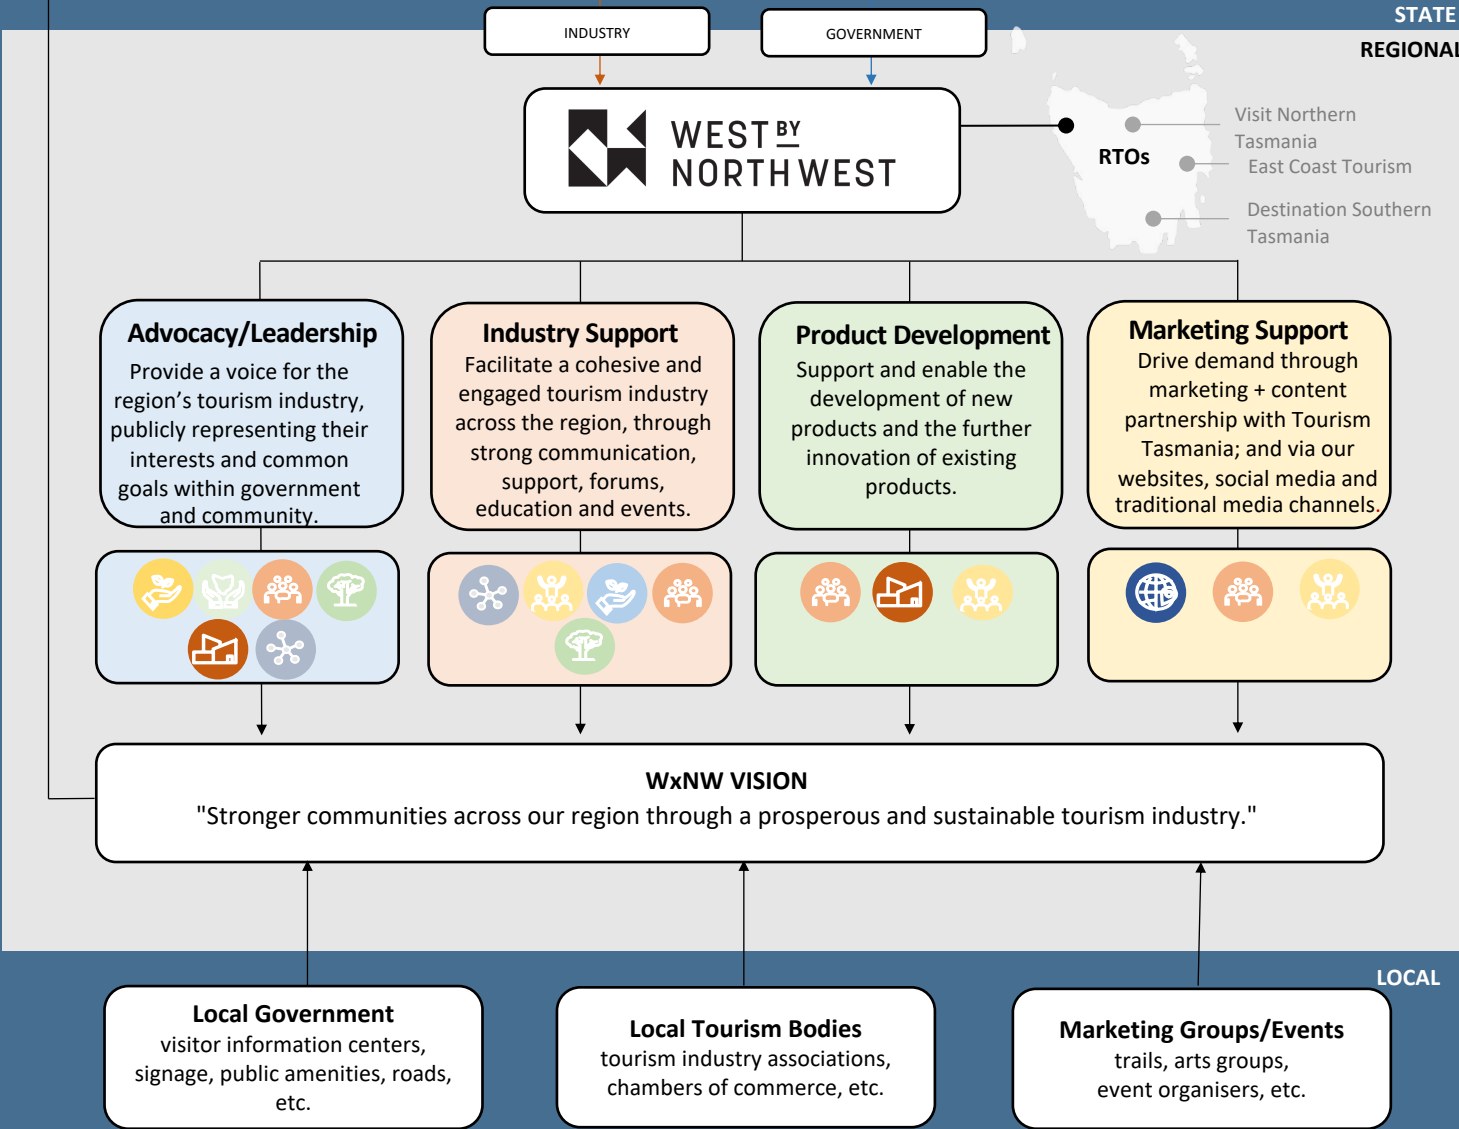 STATE
INDUSTRY
GOVERNMENT
REGIONAL
WEST BY
NORTH WEST
Visit Northern
Tasmania
RTOs
East Coast Tourism
Destination Southern
Tasmania
Advocacy/Leadership
Provide a voice for the
region's tourism industry,
publicly representing their
interests and common
goals within government
and community.
Industry Support
Facilitate a cohesive and
engaged tourism industry
across the region, through
strong communication,
support, forums,
education and events.
Product Development
Support and enable the
development of new
products and the further
innovation of existing
products.
Marketing Support
Drive demand through
marketing + content
partnership with Tourism
Tasmania; and via our
websites, social media and
traditional media channels.
WxNW VISION
"Stronger communities across our region through a prosperous and sustainable tourism industry."
LOCAL
Local Government
visitor information centers,
signage, public amenities, roads,
etc.
Local Tourism Bodies
tourism industry associations,
chambers of commerce, etc.
Marketing Groups/Events
trails, arts groups,
event organisers, etc.